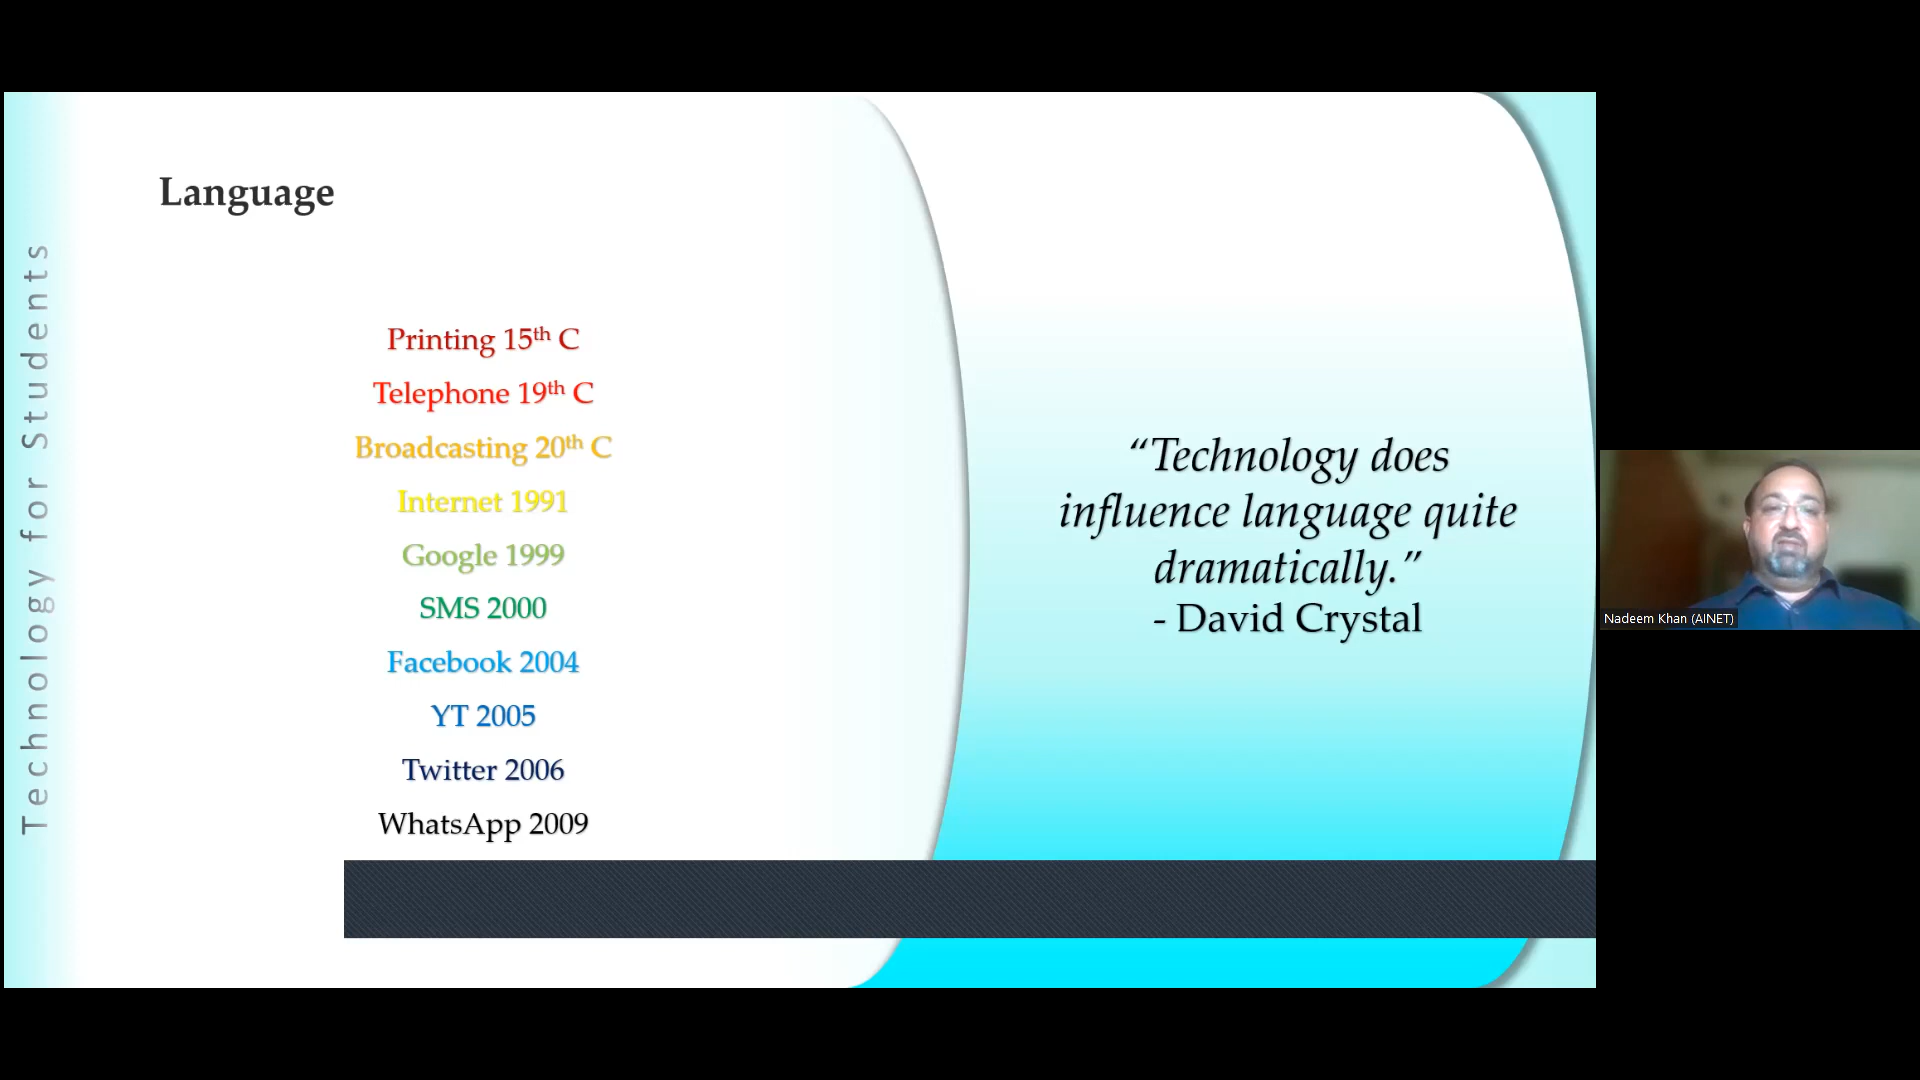 Technology for Students
Language
Printing 15th C
Telephone 19th C
Broadcasting 20th C
Internet 1991
Google 1999
SMS 2000
Facebook 2004
YT 2005
Twitter 2006
WhatsApp 2009
“Technology does
influence language quite
dramatically.”
- David Crystal
Nadeem Khan (AINET)